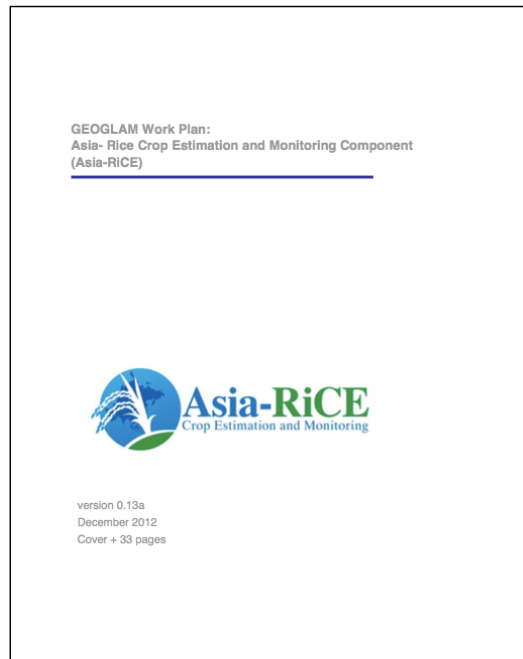 GEOGLAM Work Plan:
Asia- Rice Crop Estimation and Monitoring Component
(Asia-RiCE)
Asia-RiCE
Crop Estimation and Monitoring
version 0.13a
December 2012
Cover + 33 pages